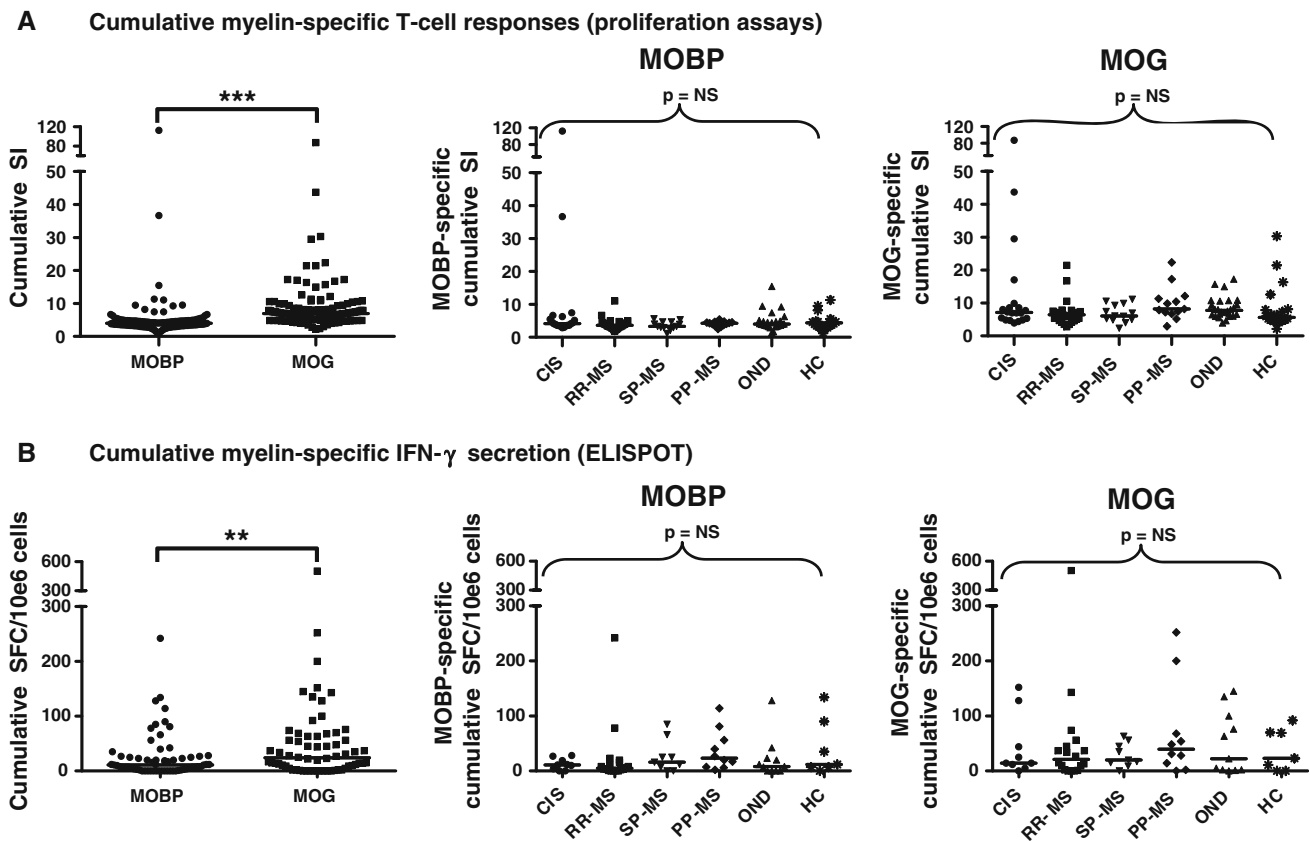 A Cumulative myelin-specific T-cell responses (proliferation assays)
***
Cumulative SI
120
80
50
40
30
20
10
0
MOBP MOG
MOBP
p = NS
MOBP-specific
cumulative SI
120
80
50
40
30
20
10
0
CIS RR-MS SP-MS PP-MS OND HC
MOG
p = NS
MOG-specific
cumulative SI
120
80
50
40
30
20
10
0
CIS RR-MS SP-MS PP-MS OND HC
B Cumulative myelin-specific IFN-γ secretion (ELISPOT)
**
Cumulative SFC/10e6 cells
600
300
300
200
100
0
MOBP MOG
MOBP
p = NS
MOBP-specific
cumulative SFC/10e6 cells
600
300
300
200
100
0
CIS RR-MS SP-MS PP-MS OND HC
MOG
p = NS
MOG-specific
cumulative SFC/10e6 cells
600
300
300
200
100
0
CIS RR-MS SP-MS PP-MS OND HC